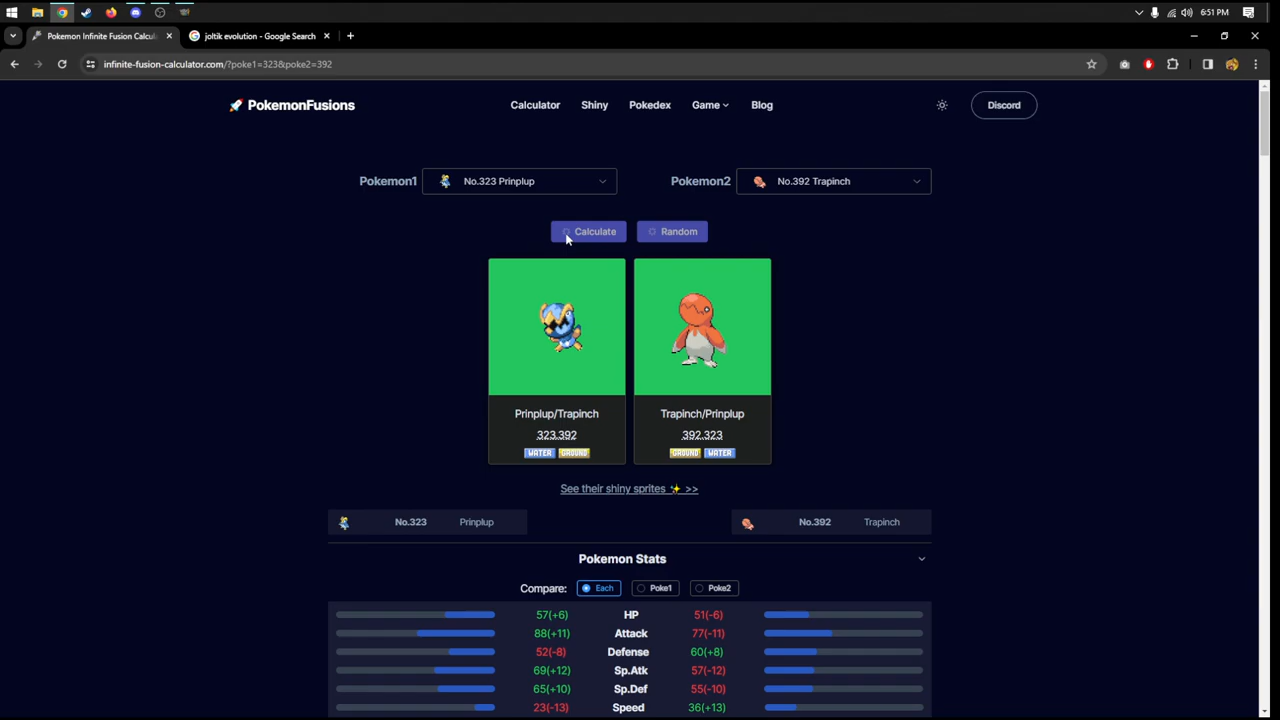 6:51 PM
Pokemon Infinite Fusion Calcula
joltik evolution - Google Search
infinite-fusion-calculator.com/?poke1=323&poke2=392
PokemonFusions
Calculator Shiny Pokedex Game Blog
Discord
Pokemon1 No.323 Prinplup
Pokemon2 No.392 Trapinch
Calculate Random
Prinplup/Trapinch Trapinch/Prinplup
323.392 392.323
WATER GROUND GROUND WATER
See their shiny sprites ✨ >>
No.323 Prinplup No.392 Trapinch
Pokemon Stats
Compare: Each Poke1 Poke2
57(+6) HP 51(-6)
88(+11) Attack 77(-11)
52(-8) Defense 60(+8)
69(+12) Sp.Atk 57(-12)
65(+10) Sp.Def 55(-10)
23(-13) Speed 36(+13)